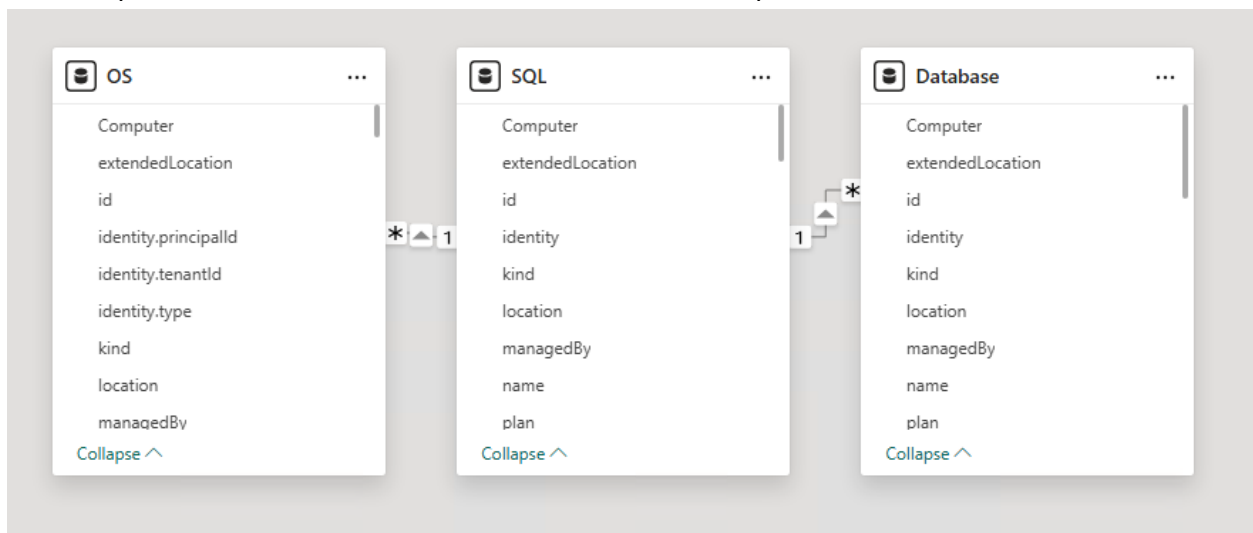 OS
...
Computer
extendedLocation
id
identity.principalId
identity.tenantId
identity.type
kind
location
managedBy
Collapse
* 1
SQL
...
Computer
extendedLocation
id
identity
kind
location
managedBy
name
plan
Collapse
1 *
Database
...
Computer
extendedLocation
id
identity
kind
location
managedBy
name
plan
Collapse